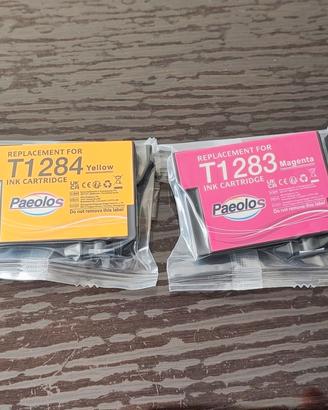 REPLACEMENT FOR
T1284 Yellow
INK CARTRIDGE
Paeolos
Do not remove this label
REPLACEMENT FOR
T1283 Magenta
INK CARTRIDGE
Paeolos
Do not remove this label